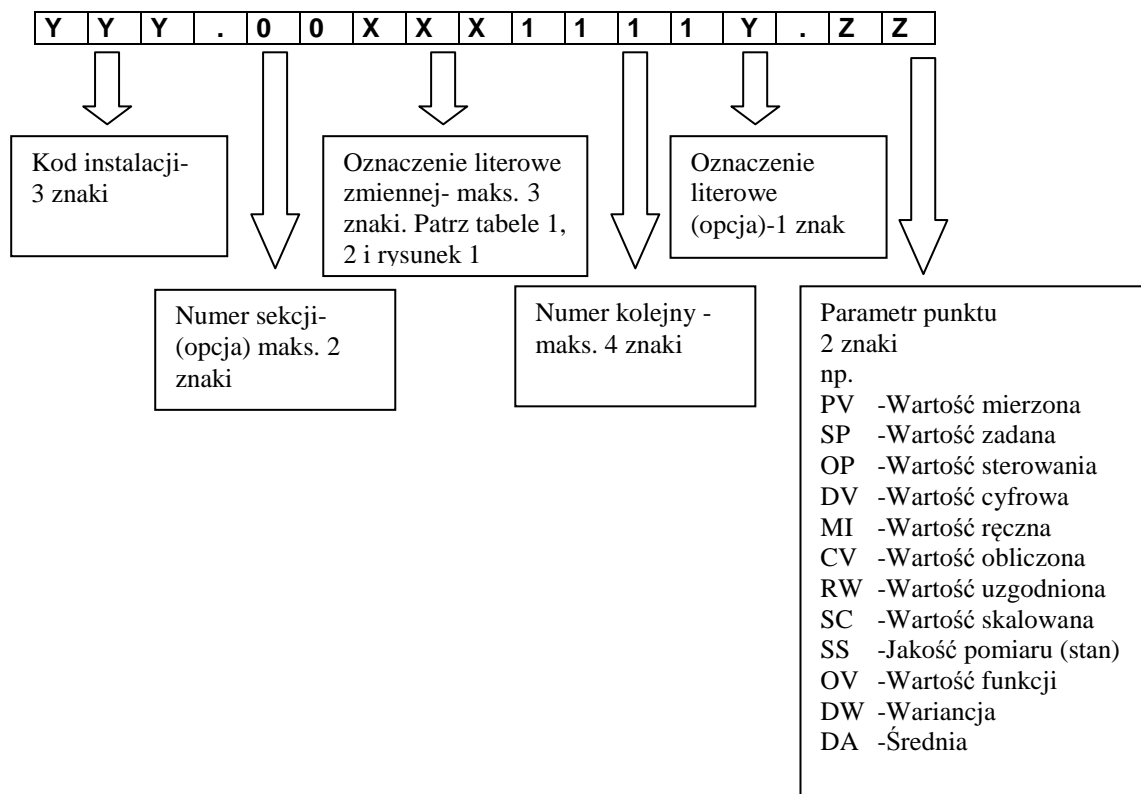 Y Y Y . 0 0 X X X 1 1 1 1 Y . Z Z
Kod instalacji-
3 znaki
Oznaczenie literowe
zmiennej- maks. 3
znaki. Patrz tabele 1,
2 i rysunek 1
Oznaczenie
literowe
(opcja)-1 znak
Numer sekcji-
(opcja) maks. 2
znaki
Numer kolejny -
maks. 4 znaki
Parametr punktu
2 znaki
np.
PV -Wartość mierzona
SP -Wartość zadana
OP -Wartość sterowania
DV -Wartość cyfrowa
MI -Wartość ręczna
CV -Wartość obliczona
RW -Wartość uzgodniona
SC -Wartość skalowana
SS -Jakość pomiaru (stan)
OV -Wartość funkcji
DW -Wariancja
DA -Średnia